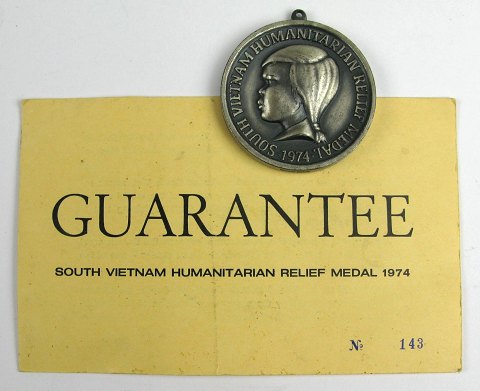 SOUTH VIETNAM HUMANITARIAN RELIEF MEDAL
1974
GUARANTEE
SOUTH VIETNAM HUMANITARIAN RELIEF MEDAL 1974
№ 143